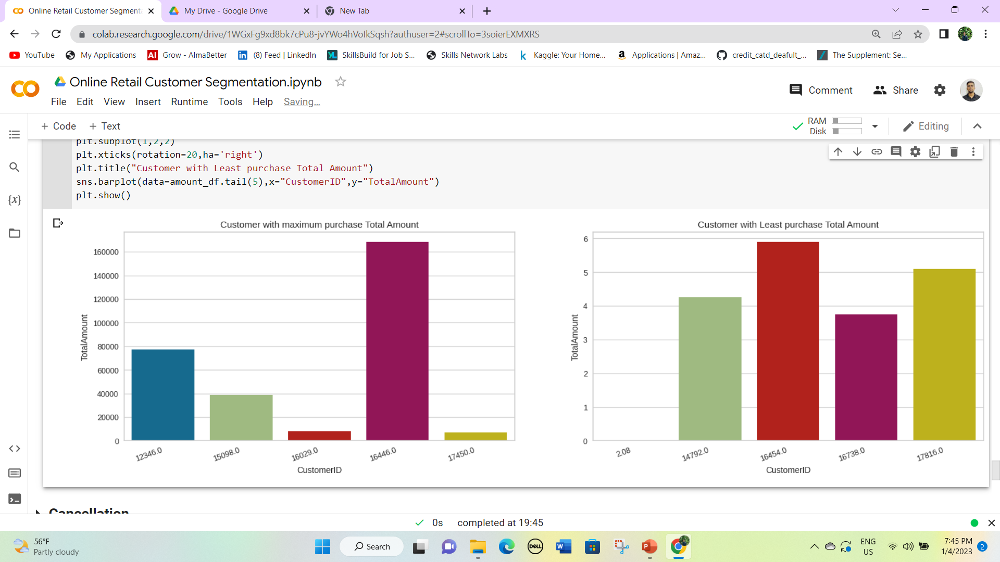 Online Retail Customer Segmenta
My Drive - Google Drive
New Tab
colab.research.google.com/drive/1WGxFg9xd8bk7cPu8-jvYWo4hVoIkSqsh?authuser=2#scrollTo=3soierEXMXRS
YouTube
My Applications
AI
Grow - AlmaBetter
in
(8) Feed | LinkedIn
SkillsBuild for Job S...
Skills Network Labs
k
Kaggle: Your Home...
a
Applications | Amaz...
credit_catd_deafult_...
The Supplement: Se...
CO
Online Retail Customer Segmentation.ipynb
Comment
Share
File Edit View Insert Runtime Tools Help Saving...
+ Code + Text
RAM
Disk
Editing
plt.subplot(1,2,2)
plt.xticks(rotation=20,ha='right')
plt.title("Customer with Least purchase Total Amount")
sns.barplot(data=amount_df.tail(5),x="CustomerID",y="TotalAmount")
plt.show()
{x}
Customer with maximum purchase Total Amount
160000
140000
120000
100000
80000
60000
40000
20000
0
TotalAmount
12346.0 15098.0 16029.0 16446.0 17450.0
CustomerID
Customer with Least purchase Total Amount
6
5
4
3
2
1
0
TotalAmount
2.08 14792.0 16454.0 16738.0 17816.0
CustomerID
Cancellation
0s completed at 19:45
56°F
Partly cloudy
Search
DELL
W
P
ENG
US
7:45 PM
1/4/2023
2